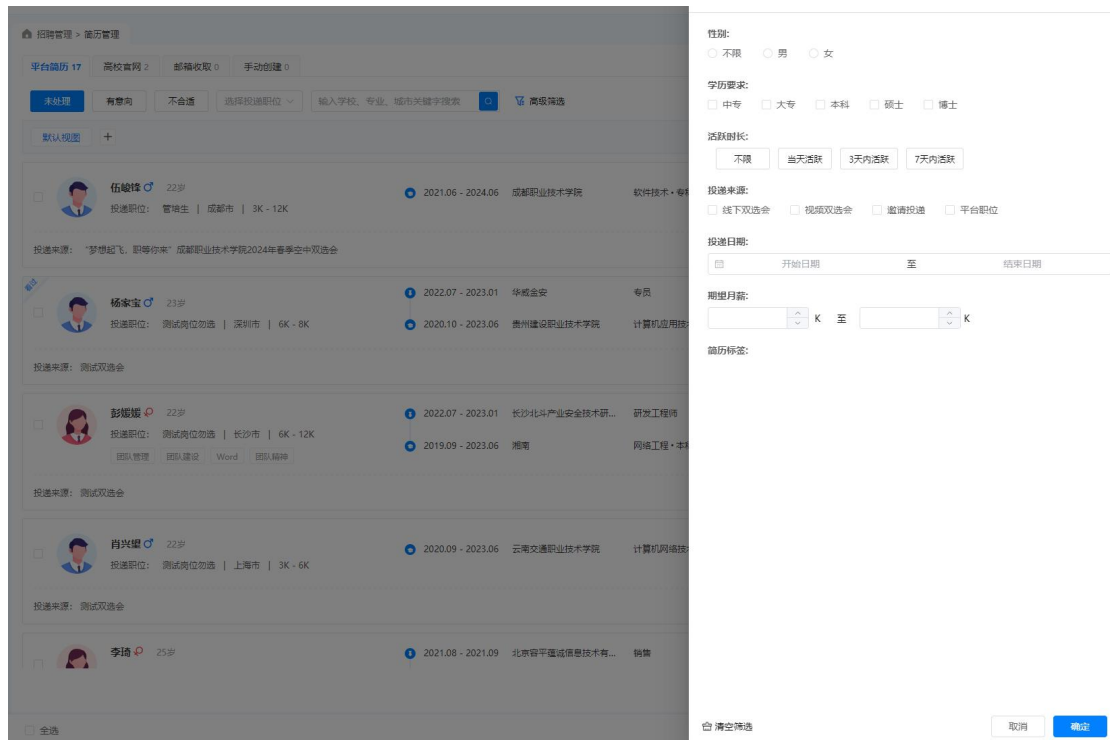 招聘管理 > 简历管理
平台简历 17 高校官网 2 邮箱收取 0 手动创建 0
未处理 有意向 不合适 选择投递职位 输入学校、专业、城市关键字搜索 高级筛选
默认视图 +
伍峻锋 22岁 2021.06 - 2024.06 成都职业技术学院 软件技术 • 专科
投递职位: 管培生 | 成都市 | 3K - 12K
投递来源: “梦想起飞、职等你来”成都职业技术学院2024年春季空中双选会
杨家宝 23岁 2022.07 - 2023.01 华威金安 专员
投递职位: 测试岗位勿选 | 深圳市 | 6K - 8K 2020.10 - 2023.06 贵州建设职业技术学院 计算机应用技
投递来源: 测试双选会
彭媛媛 22岁 2022.07 - 2023.01 长沙北斗产业安全技术研... 研发工程师
投递职位: 测试岗位勿选 | 长沙市 | 6K - 12K
2019.09 - 2023.06 湘南 网络工程 • 本科
团队管理 团队建设 Word 团队精神
投递来源: 测试双选会
肖兴望 22岁 2020.09 - 2023.06 云南交通职业技术学院 计算机网络技
投递职位: 测试岗位勿选 | 上海市 | 3K - 6K
投递来源: 测试双选会
李琦 25岁 2021.08 - 2021.09 北京容平蕴诚信息技术有... 销售
全选
性别:
不限 男 女
学历要求:
中专 大专 本科 硕士 博士
活跃时长:
不限 当天活跃 3天内活跃 7天内活跃
投递来源:
线下双选会 视频双选会 邀请投递 平台职位
投递日期:
开始日期 至 结束日期
期望月薪:
K 至 K
简历标签:
清空筛选 取消 确定